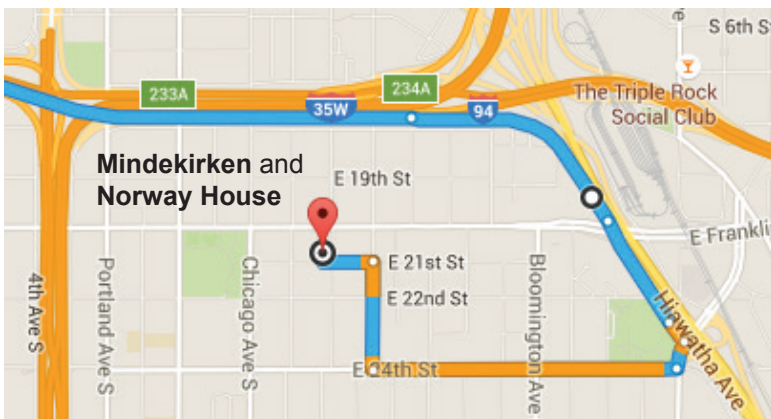 S 6th St
233A
234A
35W
94
The Triple Rock
Social Club
Mindekirken and
Norway House
E 19th St
E Frankli
E 21st St
E 22nd St
4th Ave S
Portland Ave S
Chicago Ave S
Bloomington Ave
Hiawatha Ave
E 24th St